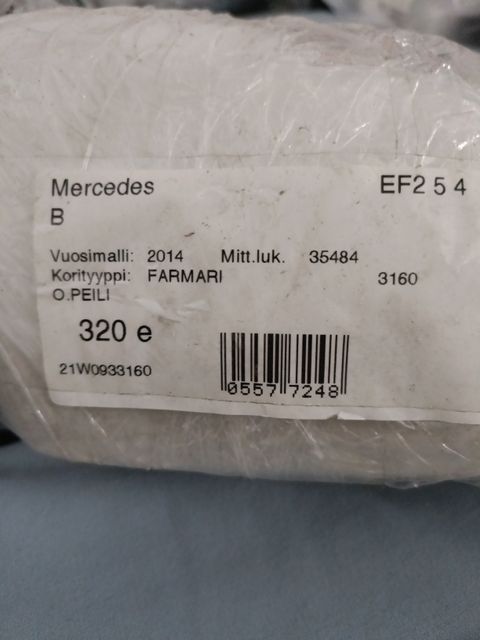 Mercedes EF2 5 4
B
Vuosimalli: 2014 Mitt.luk. 35484
Korityyppi: FARMARI 3160
O.PEILI
320 e
21W0933160
0557 7248